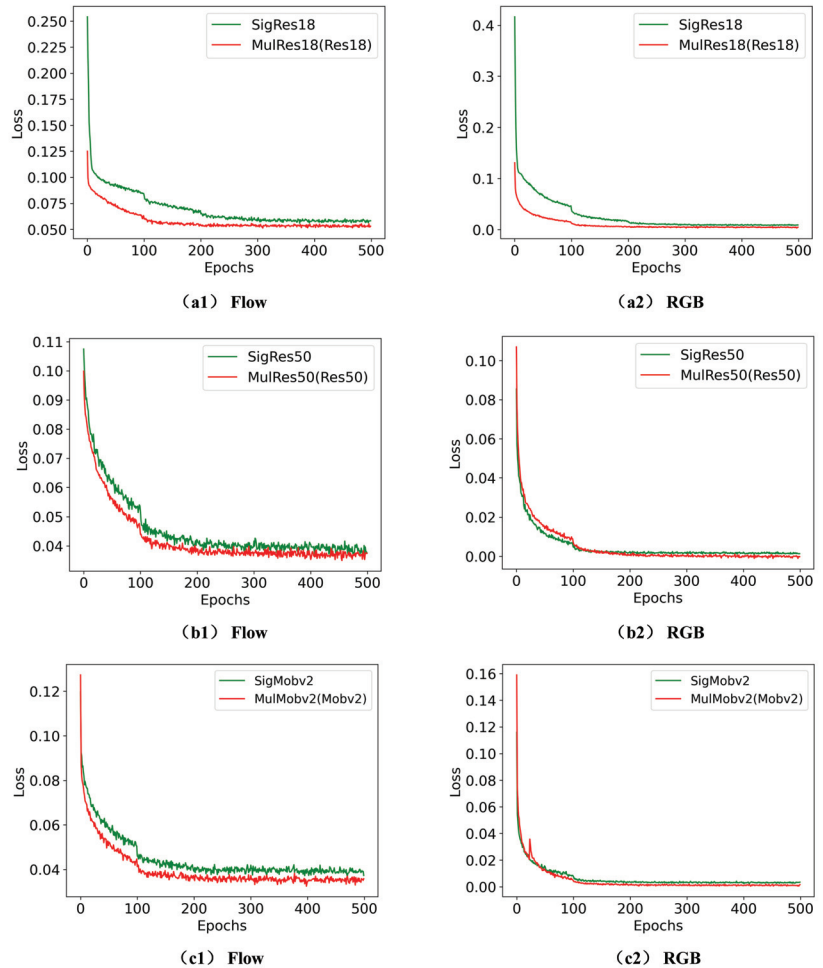 0.250
0.225
0.200
0.175
0.150
0.125
0.100
0.075
0.050
Loss
SigRes18
MulRes18(Res18)
0 100 200 300 400 500
Epochs
（a1） Flow
0.4
0.3
0.2
0.1
0.0
Loss
SigRes18
MulRes18(Res18)
0 100 200 300 400 500
Epochs
（a2） RGB
0.11
0.10
0.09
0.08
0.07
0.06
0.05
0.04
Loss
SigRes50
MulRes50(Res50)
0 100 200 300 400 500
Epochs
（b1） Flow
0.10
0.08
0.06
0.04
0.02
0.00
Loss
SigRes50
MulRes50(Res50)
0 100 200 300 400 500
Epochs
（b2） RGB
0.12
0.10
0.08
0.06
0.04
Loss
SigMobv2
MulMobv2(Mobv2)
0 100 200 300 400 500
Epochs
（c1） Flow
0.16
0.14
0.12
0.10
0.08
0.06
0.04
0.02
0.00
Loss
SigMobv2
MulMobv2(Mobv2)
0 100 200 300 400 500
Epochs
（c2） RGB